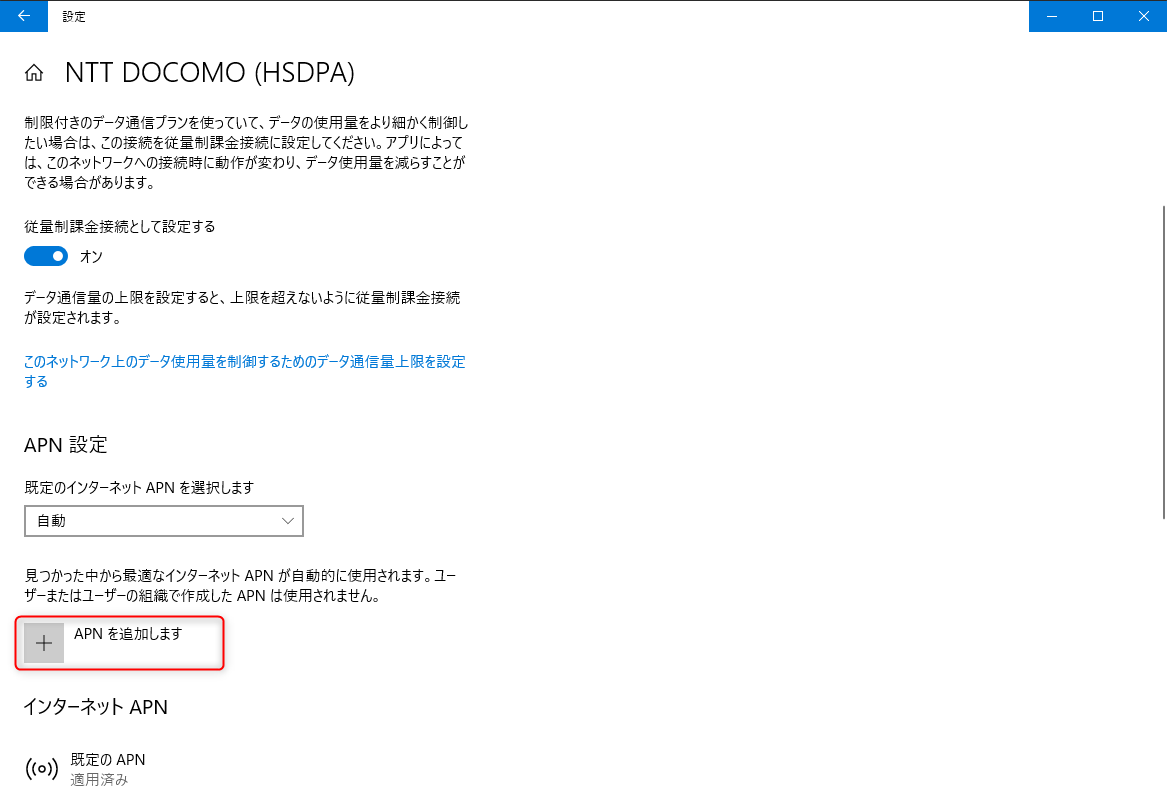 設定
NTT DOCOMO (HSDPA)
制限付きのデータ通信プランを使っていて、データの使用量をより細かく制御し
たい場合は、この接続を従量制課金接続に設定してください。アプリによって
は、このネットワークへの接続時に動作が変わり、データ使用量を減らすことが
できる場合があります。
従量制課金接続として設定する
オン
データ通信量の上限を設定すると、上限を超えないように従量制課金接続
が設定されます。
このネットワーク上のデータ使用量を制御するためのデータ通信量上限を設定
する
APN 設定
既定のインターネット APN を選択します
自動
見つかった中から最適なインターネット APN が自動的に使用されます。ユー
ザーまたはユーザーの組織で作成した APN は使用されません。
APN を追加します
インターネット APN
既定の APN
適用済み